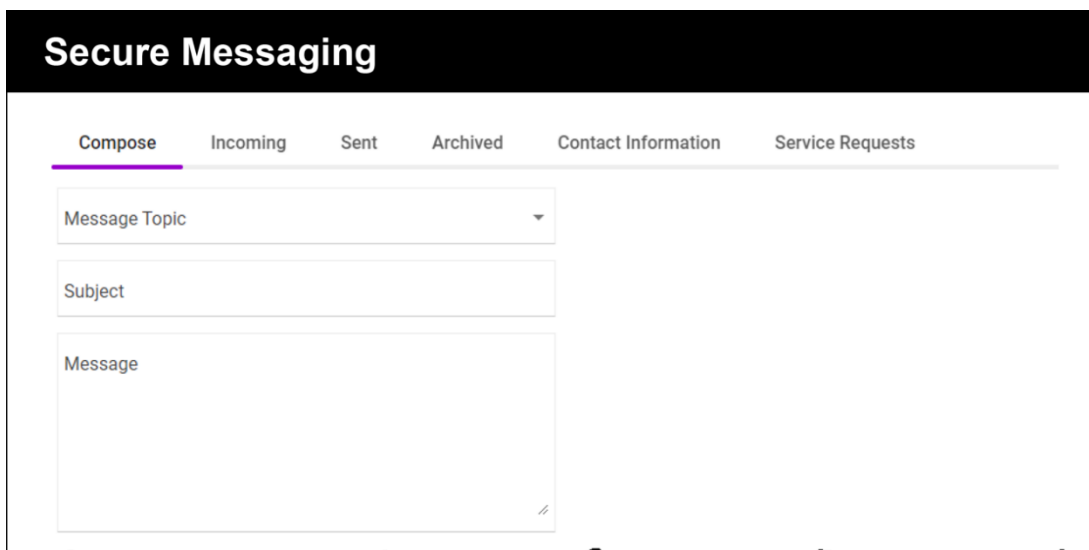 Secure Messaging
Compose Incoming Sent Archived Contact Information Service Requests
Message Topic
Subject
Message